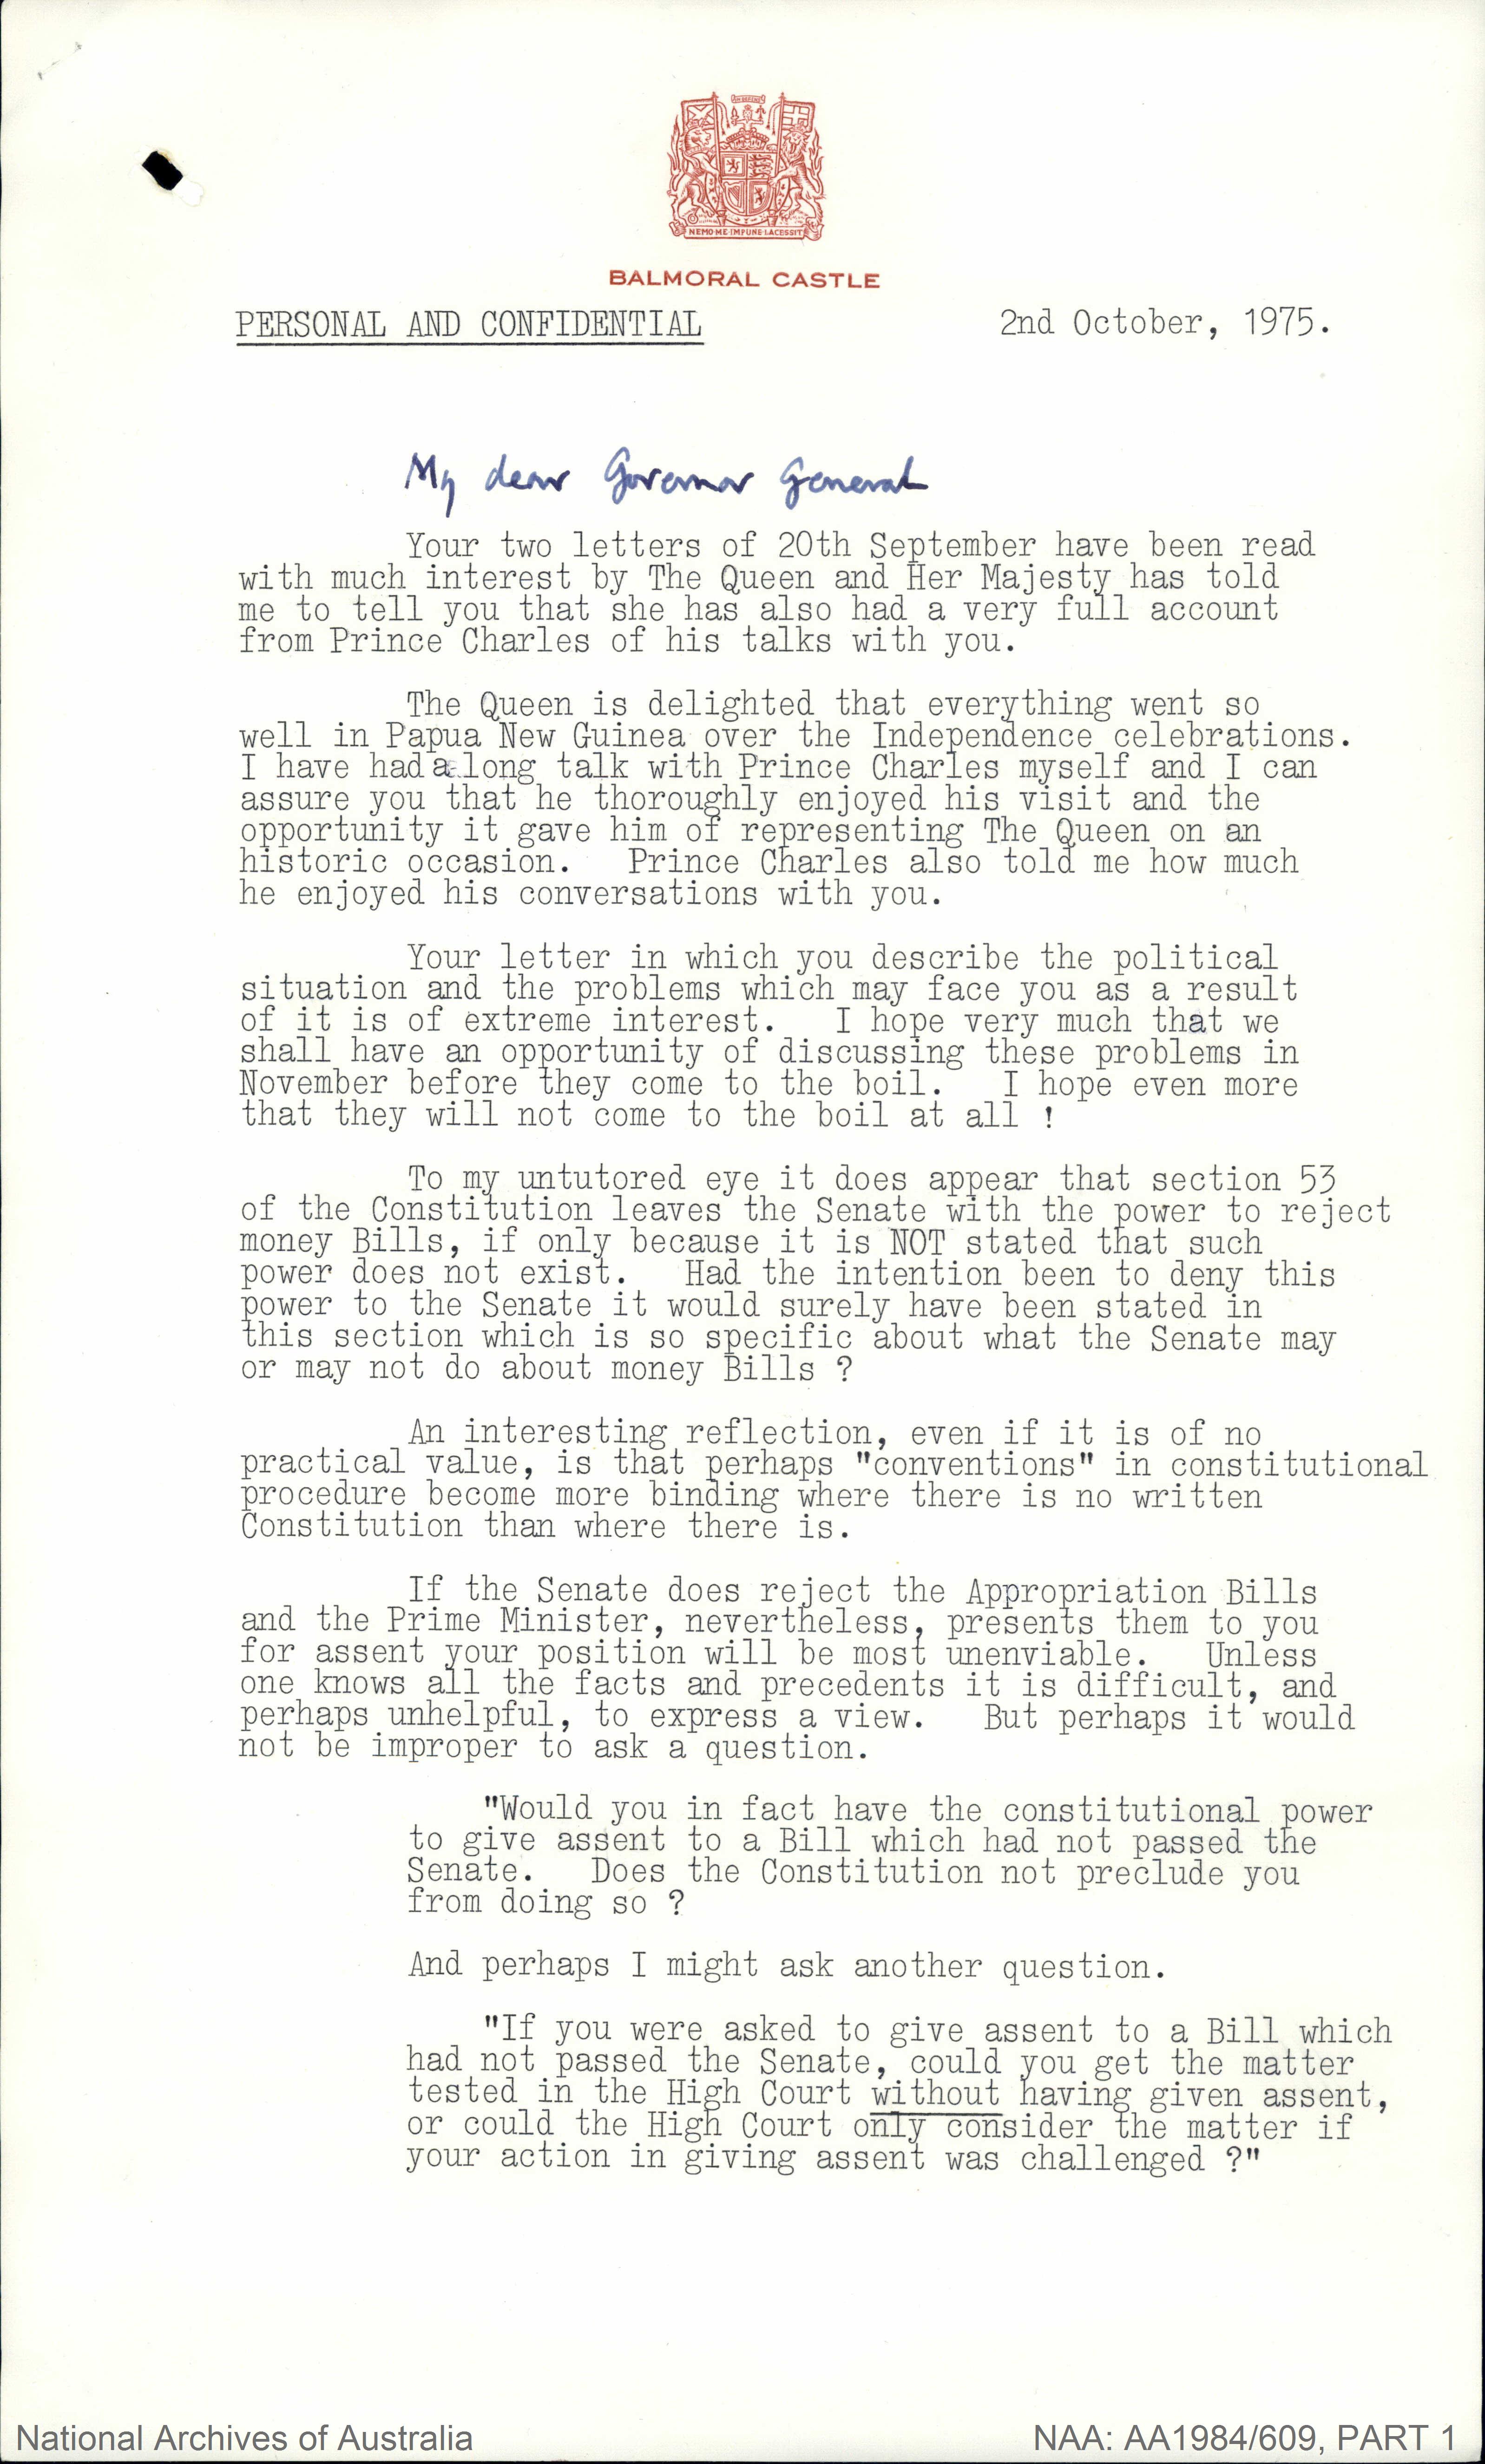 NEMO ME IMPUNE LACESSIT
BALMORAL CASTLE
PERSONAL AND CONFIDENTIAL 2nd October, 1975.
My dear Governor General
Your two letters of 20th September have been read
with much interest by The Queen and Her Majesty has told
me to tell you that she has also had a very full account
from Prince Charles of his talks with you.
The Queen is delighted that everything went so
well in Papua New Guinea over the Independence celebrations.
I have had a long talk with Prince Charles myself and I can
assure you that he thoroughly enjoyed his visit and the
opportunity it gave him of representing The Queen on an
historic occasion. Prince Charles also told me how much
he enjoyed his conversations with you.
Your letter in which you describe the political
situation and the problems which may face you as a result
of it is of extreme interest. I hope very much that we
shall have an opportunity of discussing these problems in
November before they come to the boil. I hope even more
that they will not come to the boil at all !
To my untutored eye it does appear that section 53
of the Constitution leaves the Senate with the power to reject
money Bills, if only because it is NOT stated that such
power does not exist. Had the intention been to deny this
power to the Senate it would surely have been stated in
this section which is so specific about what the Senate may
or may not do about money Bills ?
An interesting reflection, even if it is of no
practical value, is that perhaps "conventions" in constitutional
procedure become more binding where there is no written
Constitution than where there is.
If the Senate does reject the Appropriation Bills
and the Prime Minister, nevertheless, presents them to you
for assent your position will be most unenviable. Unless
one knows all the facts and precedents it is difficult, and
perhaps unhelpful, to express a view. But perhaps it would
not be improper to ask a question.
"Would you in fact have the constitutional power
to give assent to a Bill which had not passed the
Senate. Does the Constitution not preclude you
from doing so ?
And perhaps I might ask another question.
"If you were asked to give assent to a Bill which
had not passed the Senate, could you get the matter
tested in the High Court without having given assent,
or could the High Court only consider the matter if
your action in giving assent was challenged ?"
National Archives of Australia NAA: AA1984/609, PART 1